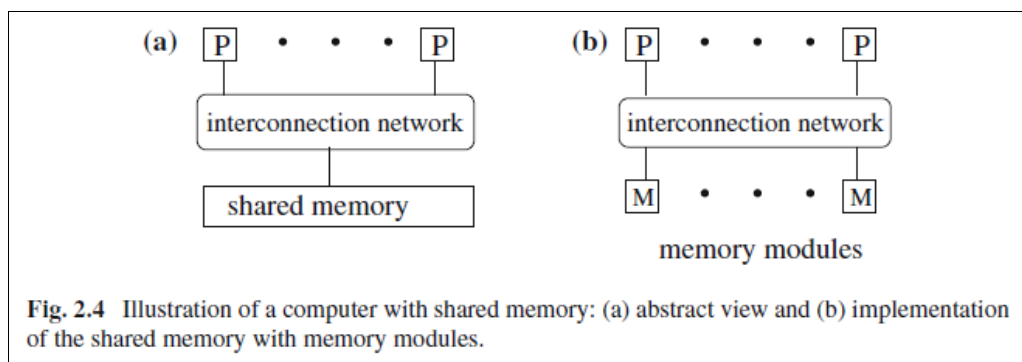 (a) P • • • P
interconnection network
shared memory
(b) P • • • P
interconnection network
M • • • M
memory modules
Fig. 2.4 Illustration of a computer with shared memory: (a) abstract view and (b) implementation
of the shared memory with memory modules.